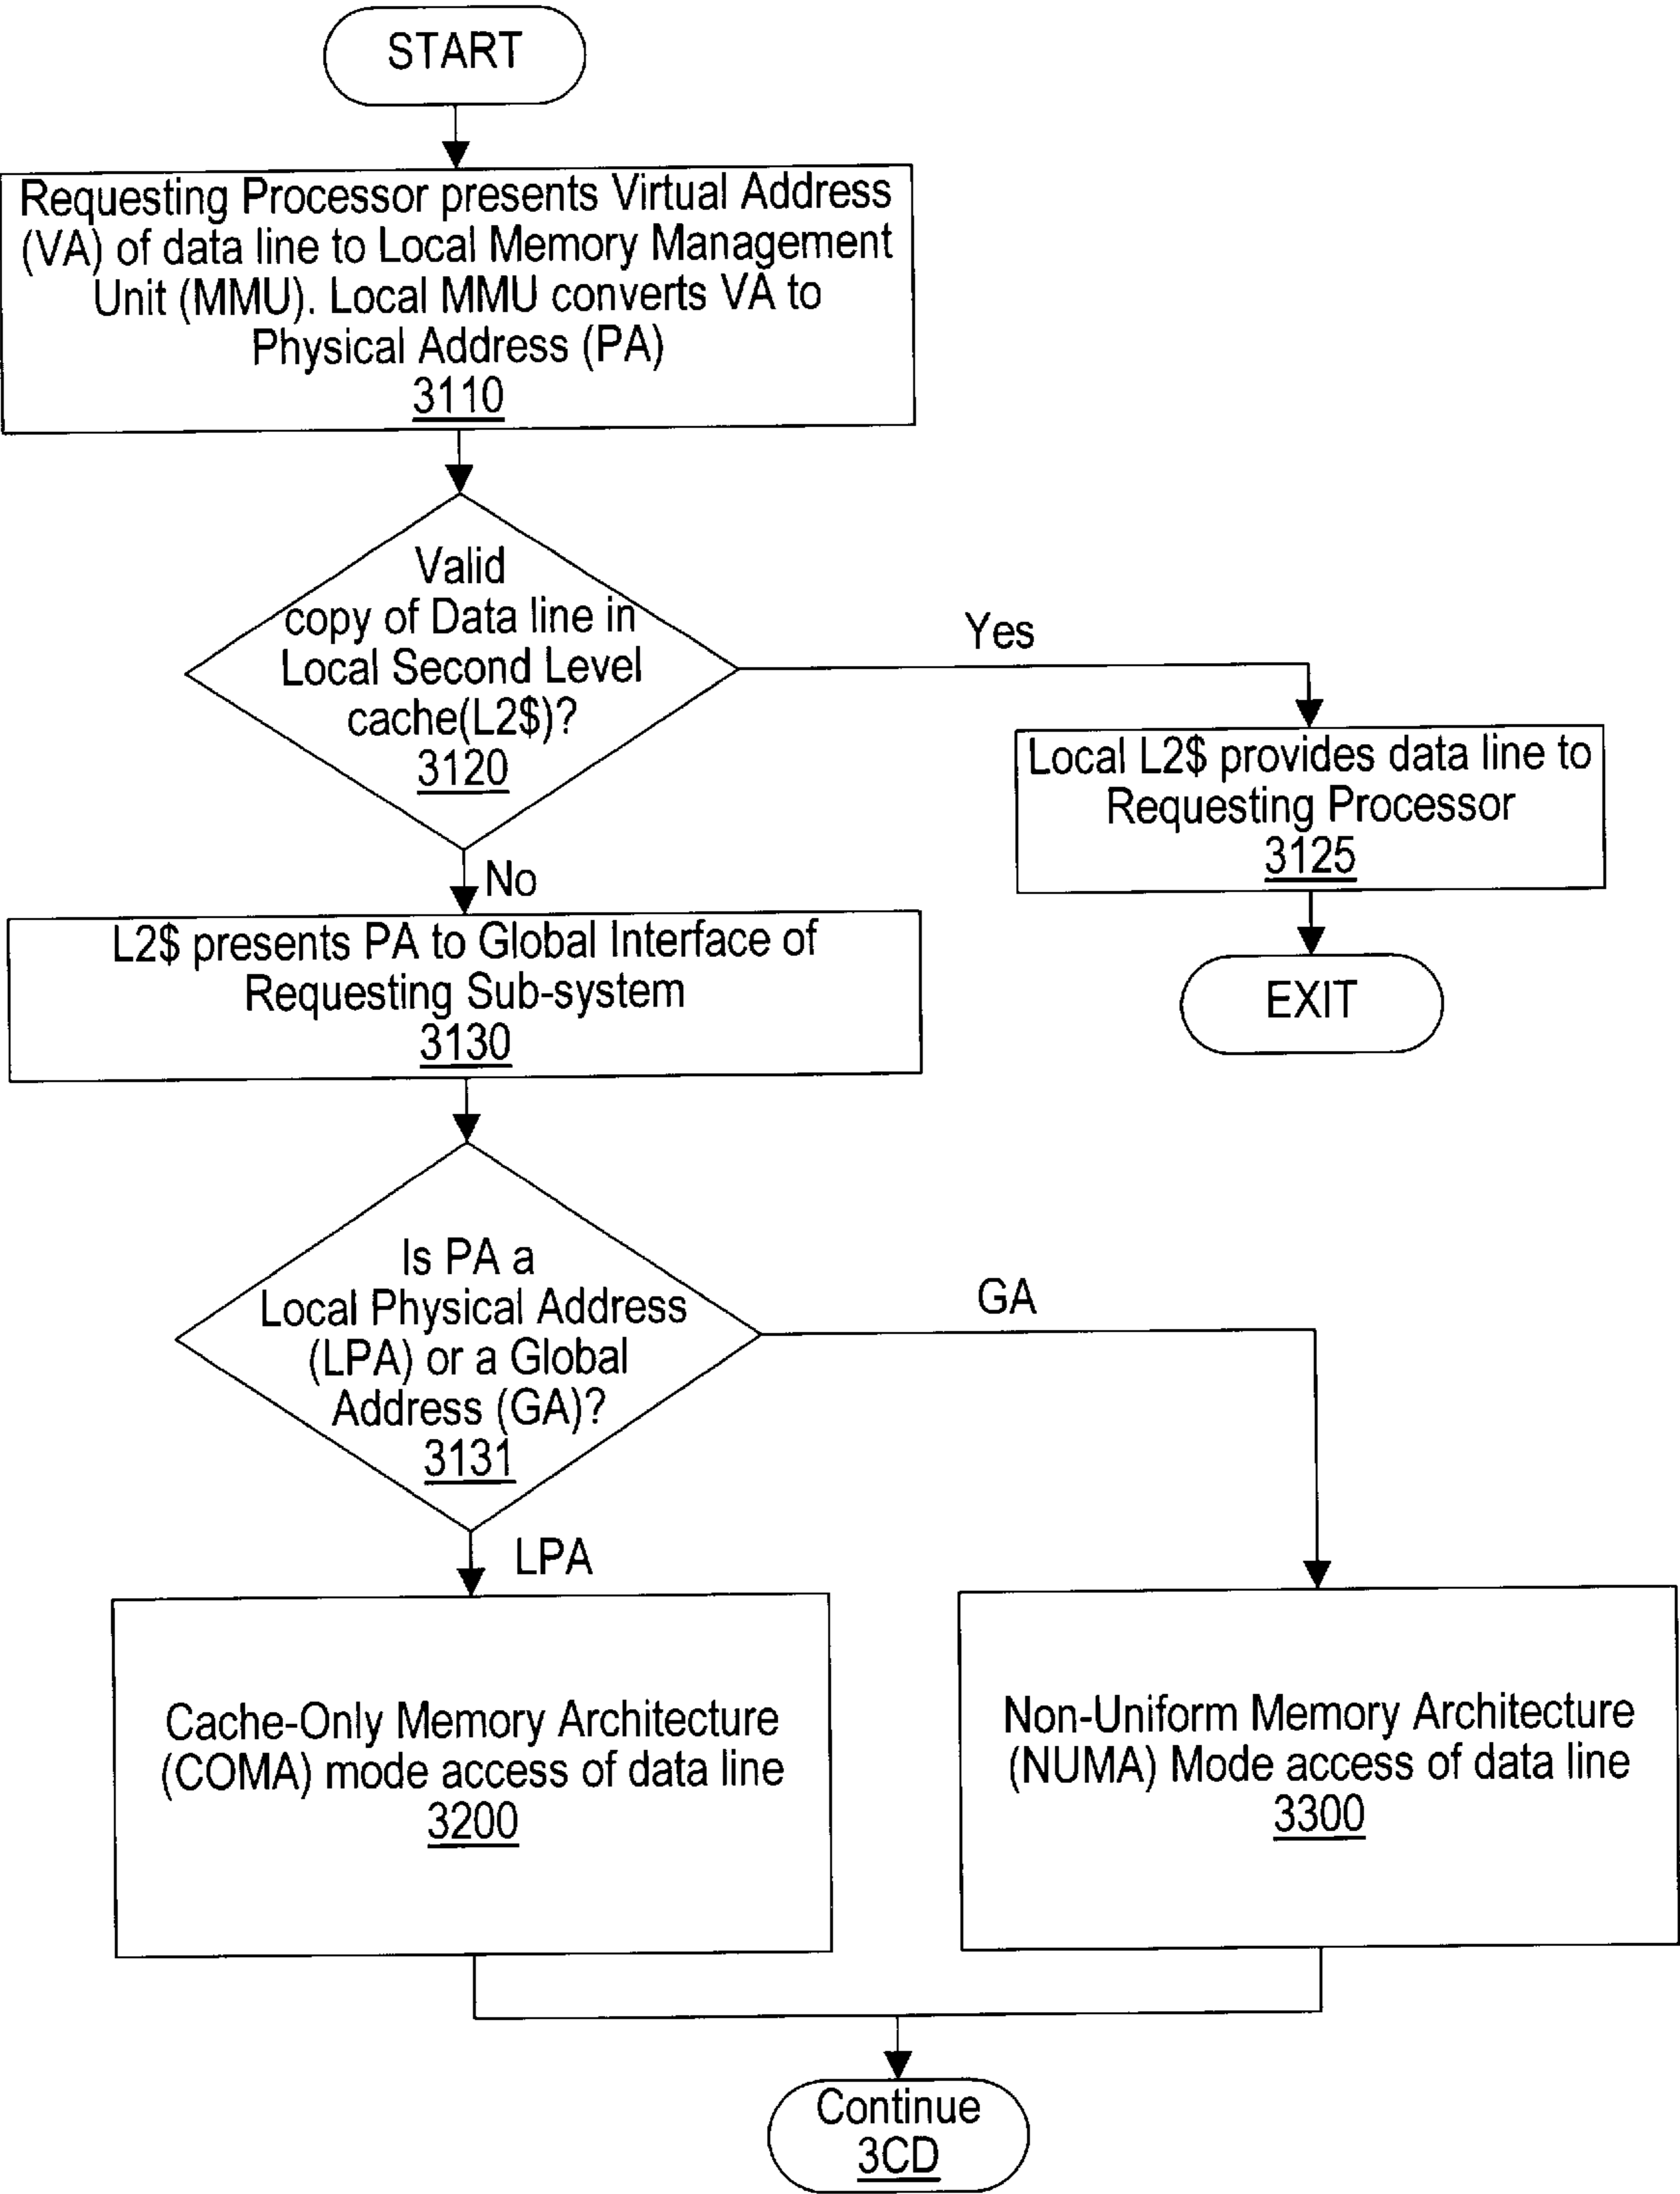 START
Requesting Processor presents Virtual Address
(VA) of data line to Local Memory Management
Unit (MMU). Local MMU converts VA to
Physical Address (PA)
3110
Valid
copy of Data line in
Local Second Level
cache(L2$)?
3120
Yes
Local L2$ provides data line to
Requesting Processor
3125
EXIT
No
L2$ presents PA to Global Interface of
Requesting Sub-system
3130
Is PA a
Local Physical Address
(LPA) or a Global
Address (GA)?
3131
GA
LPA
Cache-Only Memory Architecture
(COMA) mode access of data line
3200
Non-Uniform Memory Architecture
(NUMA) Mode access of data line
3300
Continue
3CD